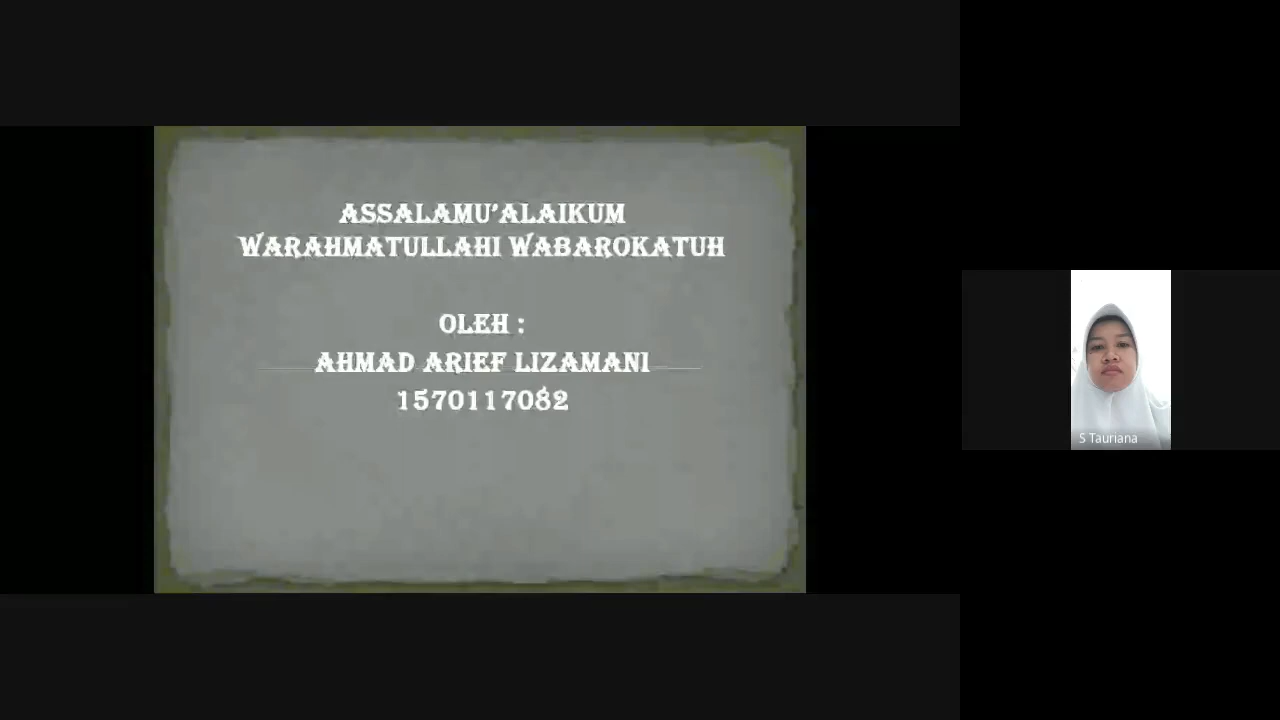 ASSALAMU'ALAIKUM
WARAHMATULLAHI WABAROKATUH
OLEH :
AHMAD ARIEF LIZAMANI
1570117082
S Tauriana